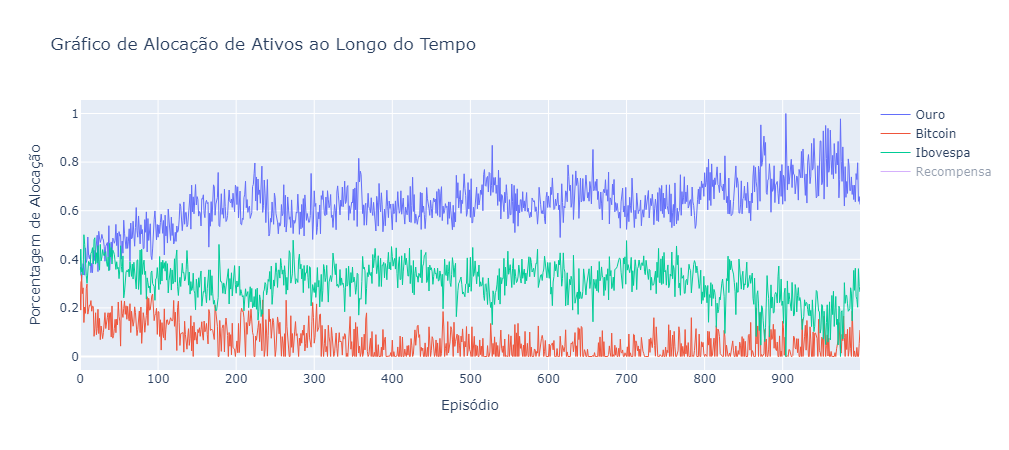 Gráfico de Alocação de Ativos ao Longo do Tempo
Porcentagem de Alocação
1
0.8
0.6
0.4
0.2
0
0 100 200 300 400 500 600 700 800 900
Episódio
Ouro
Bitcoin
Ibovespa
Recompensa